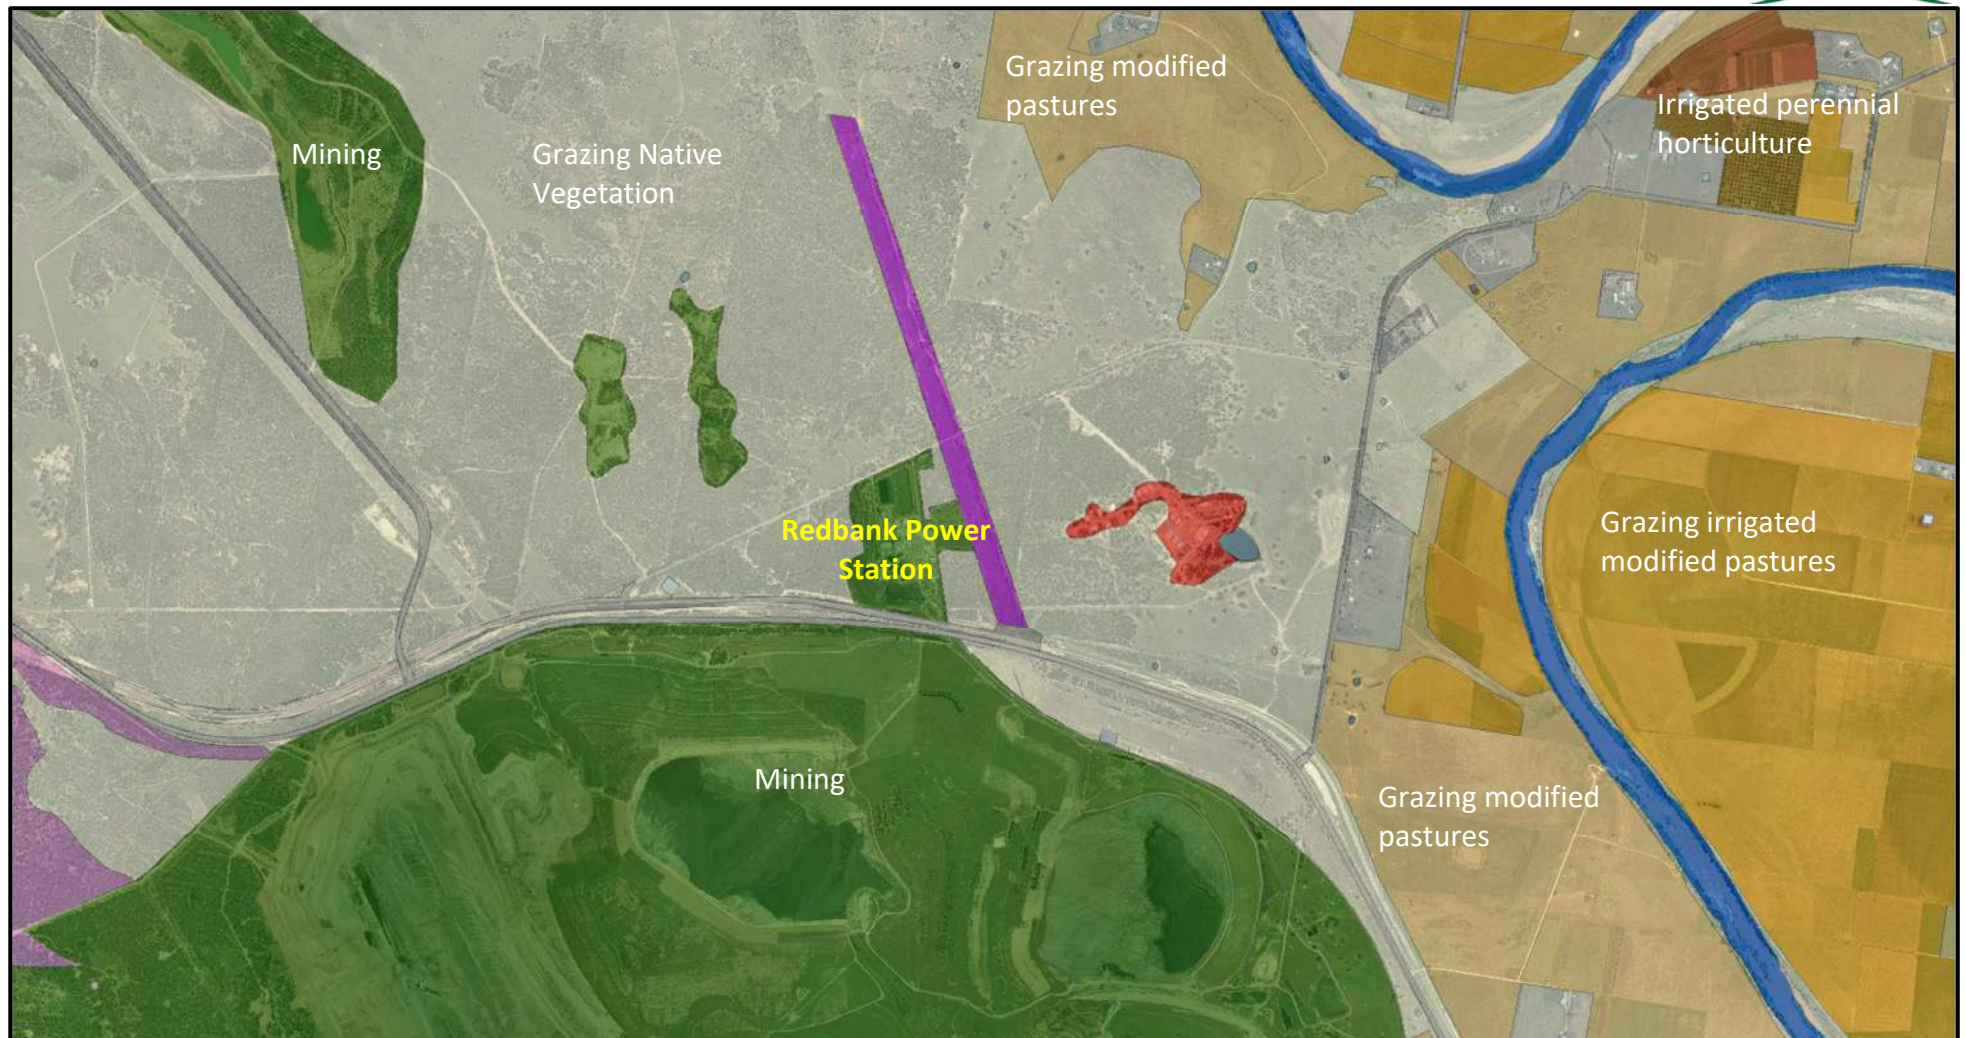 Grazing modified
pastures
Irrigated perennial
horticulture
Mining
Grazing Native
Vegetation
Redbank Power
Station
Grazing irrigated
modified pastures
Mining
Grazing modified
pastures